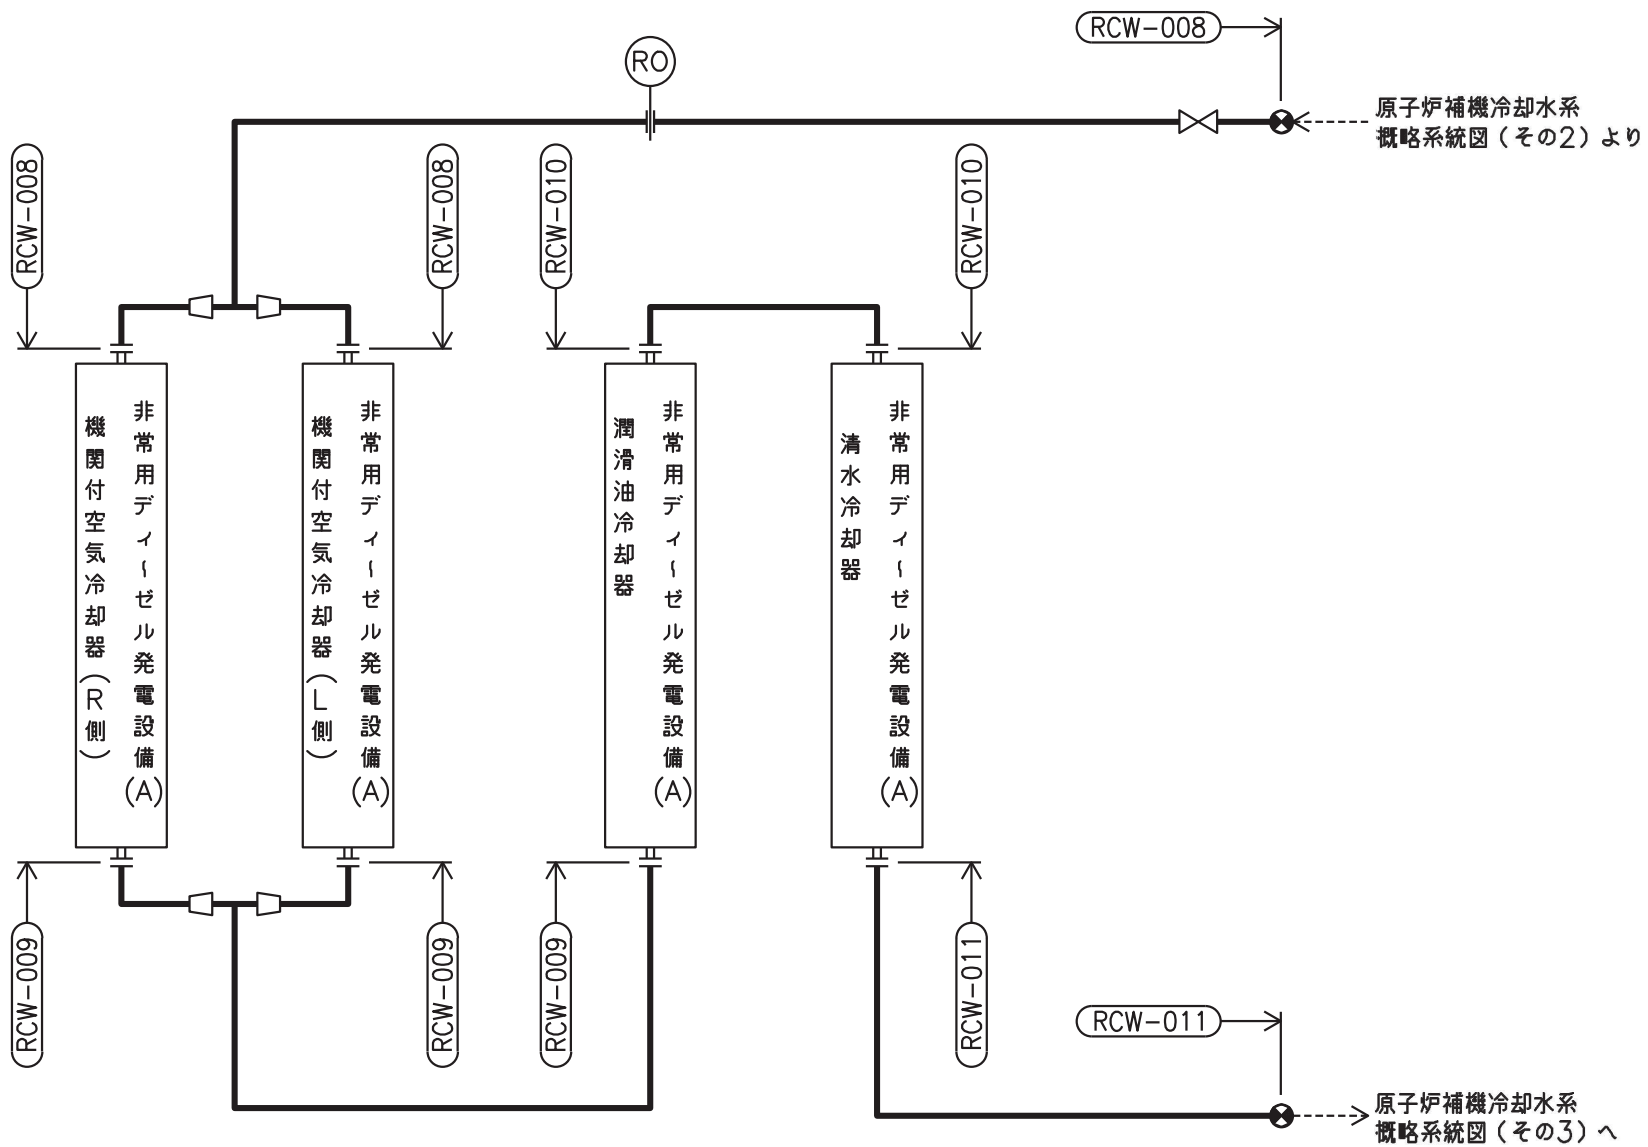 RCW-008
RO
原子炉補機冷却水系
概略系統図（その2）より
RCW-008
RCW-008
RCW-010
RCW-010
非常用ディーゼル発電設備(A)
機関付空気冷却器(R側)
非常用ディーゼル発電設備(A)
機関付空気冷却器(L側)
非常用ディーゼル発電設備(A)
潤滑油冷却器
非常用ディーゼル発電設備(A)
清水冷却器
RCW-009
RCW-009
RCW-009
RCW-011
RCW-011
原子炉補機冷却水系
概略系統図（その3）へ